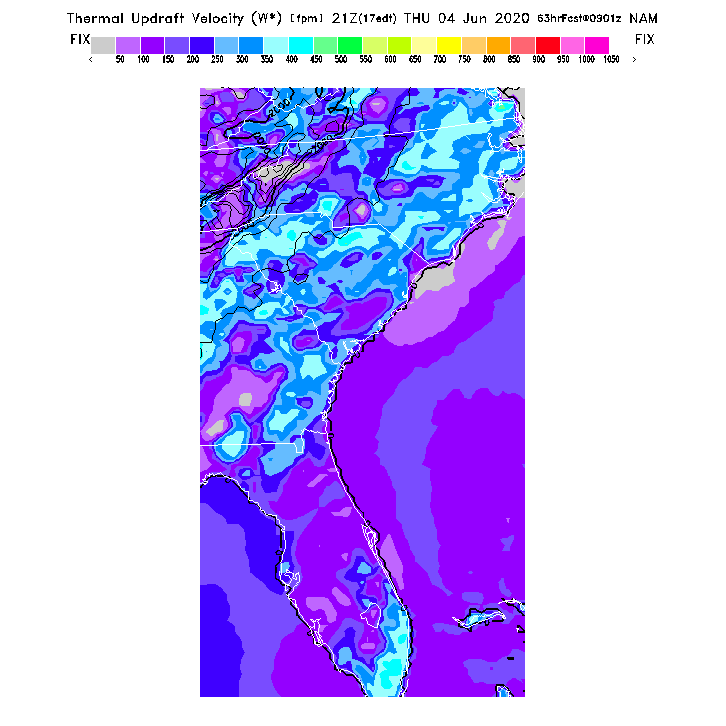 Thermal Updraft Velocity (W*) [fpm] 21Z(17edt) THU 04 Jun 2020 63hrFcst@0901z NAM
FIX FIX
< 50 100 150 200 250 300 350 400 450 500 550 600 650 700 750 800 850 900 950 1000 1050 >